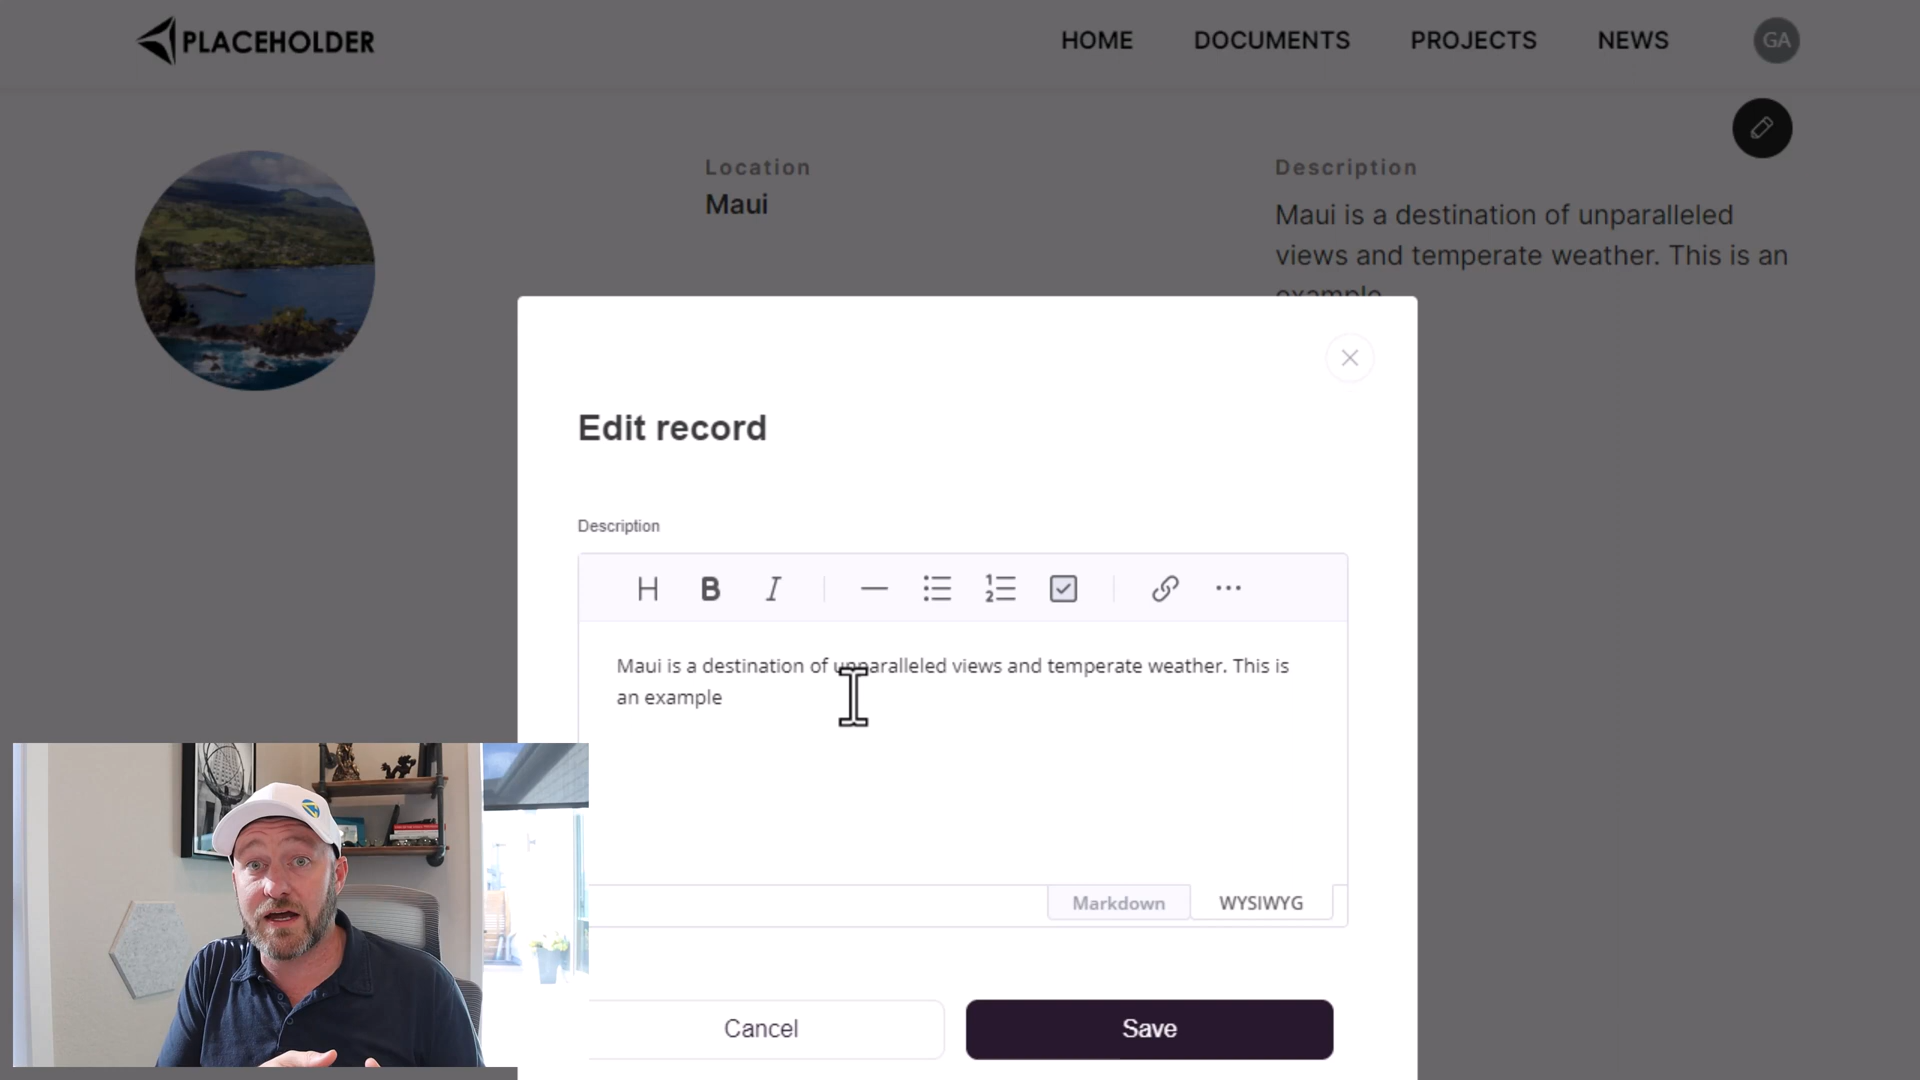 PLACEHOLDER
HOME
DOCUMENTS
PROJECTS
NEWS
GA
Location
Maui
Description
Maui is a destination of unparalleled
views and temperate weather. This is an
example
Edit record
Description
H B I
Maui is a destination of unparalleled views and temperate weather. This is
an example
Markdown
WYSIWYG
Cancel
Save